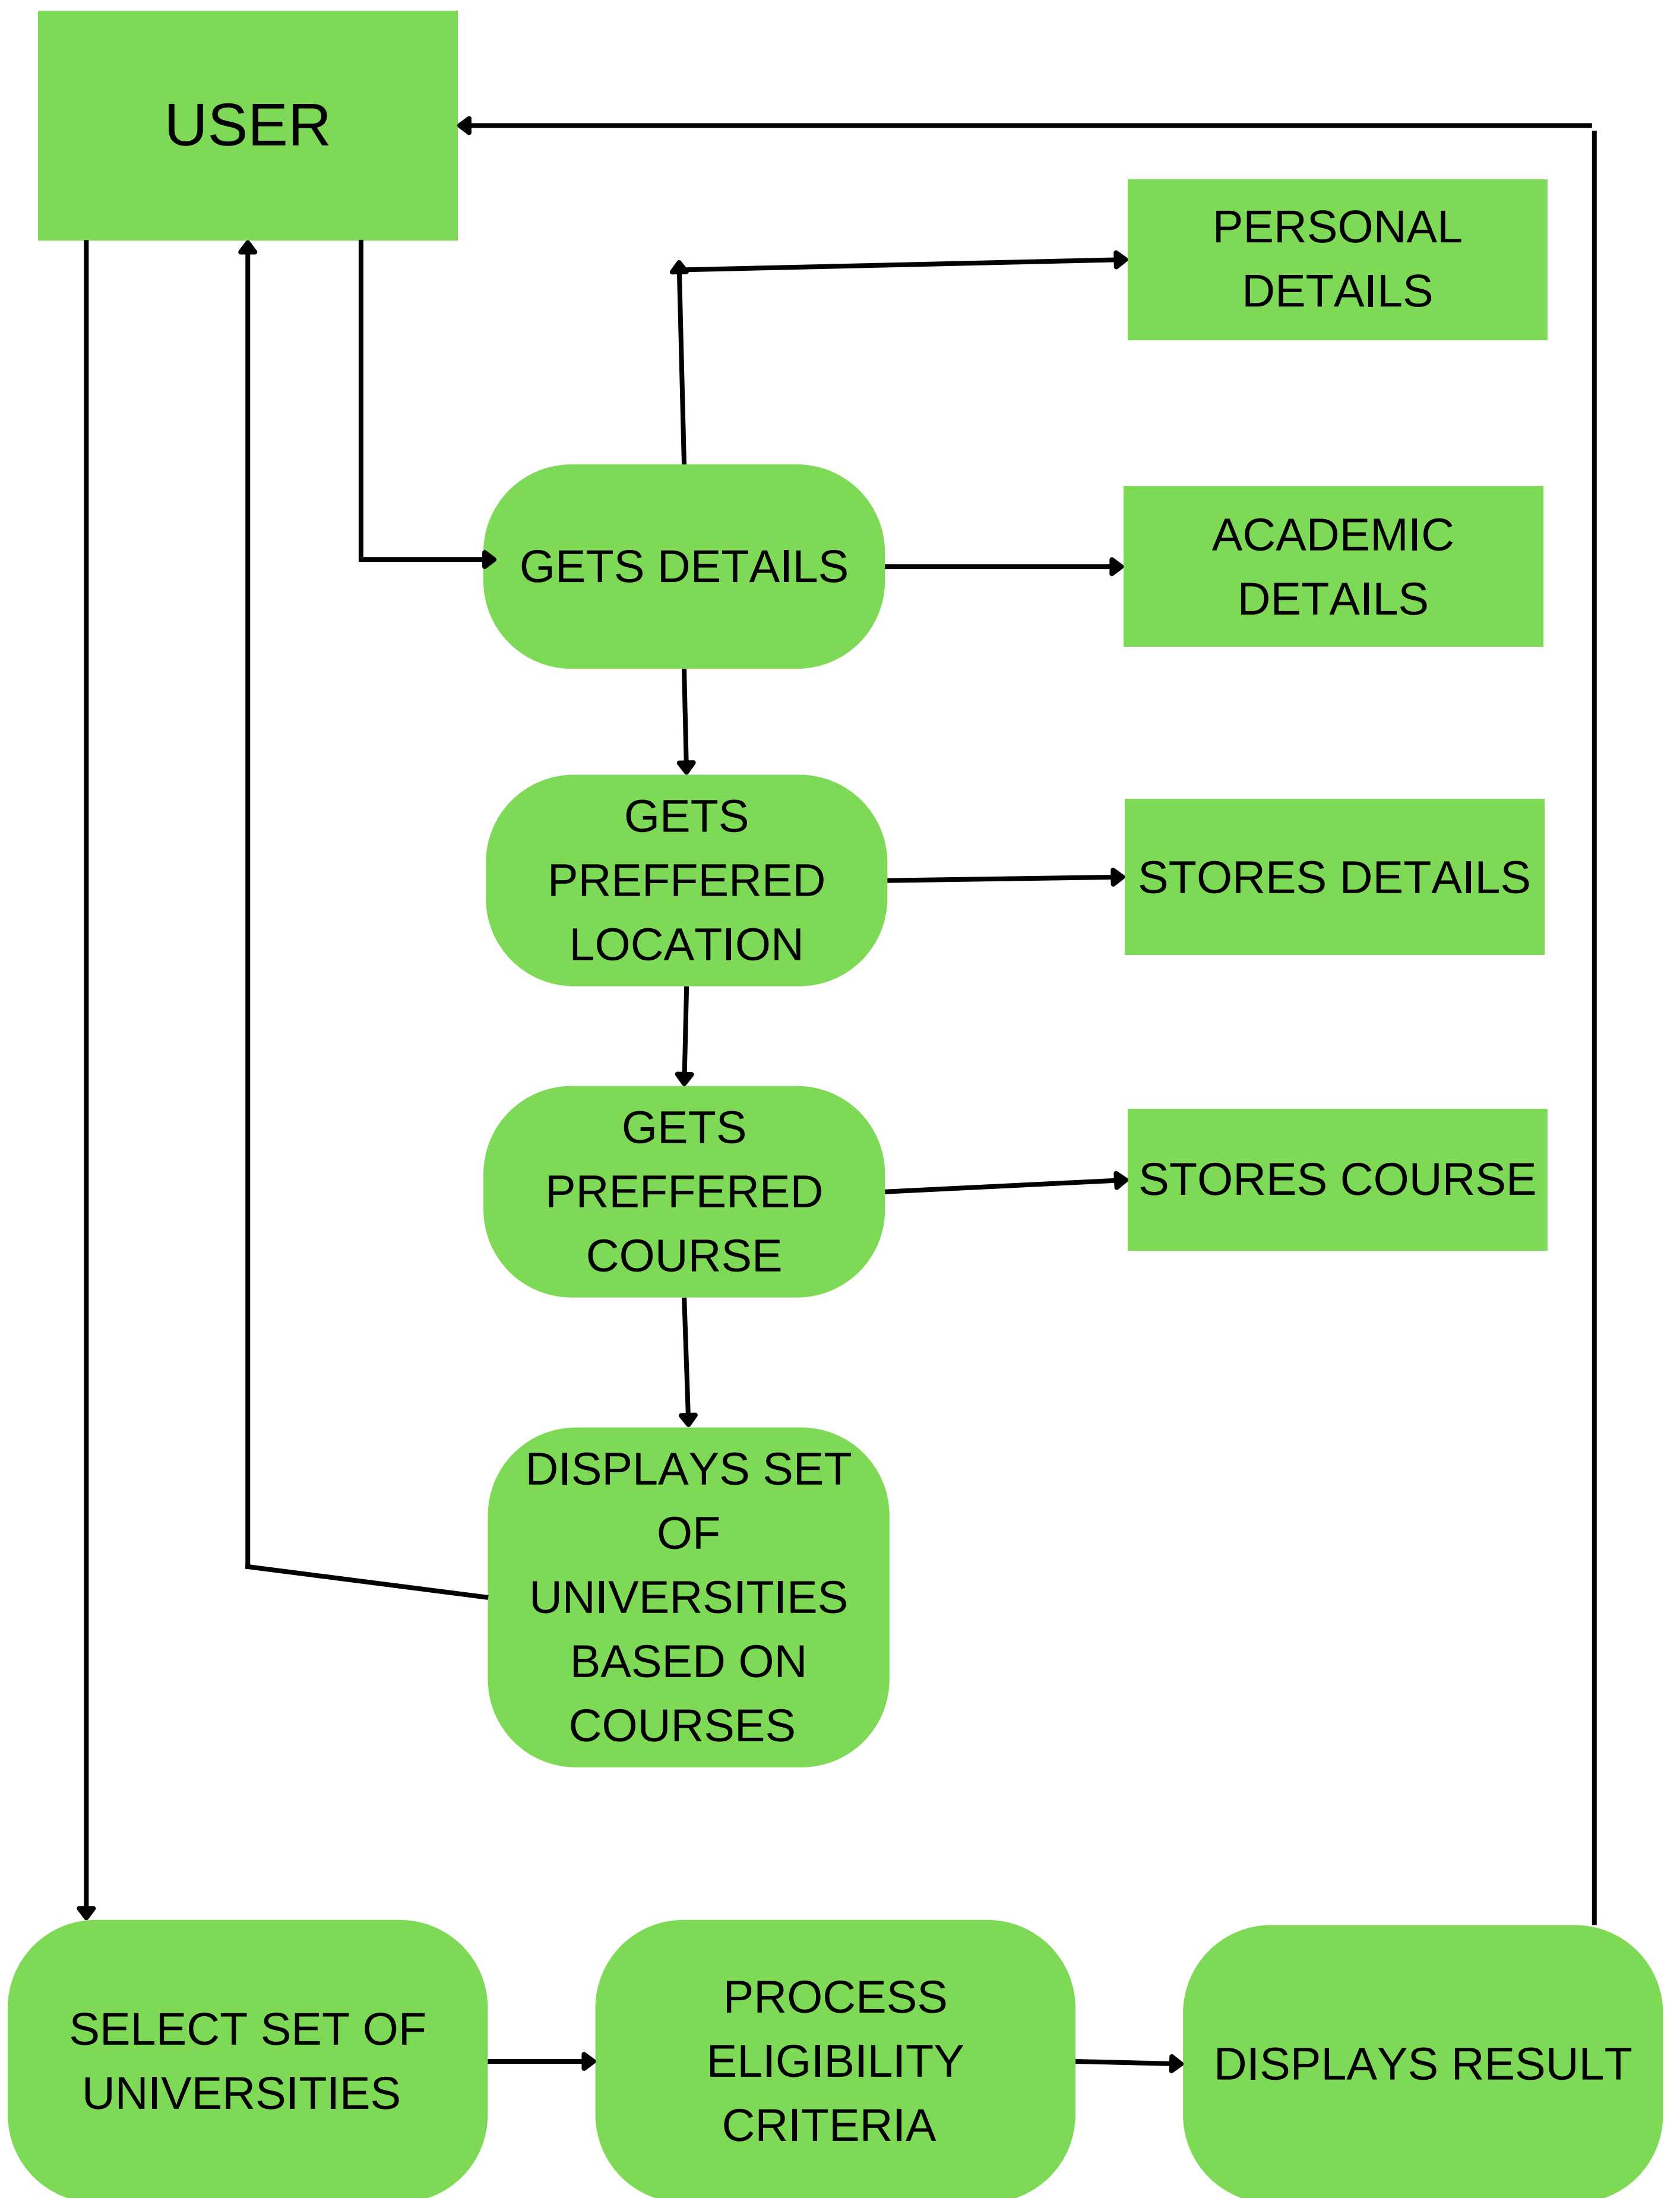 USER
PERSONAL
DETAILS
GETS DETAILS
ACADEMIC
DETAILS
GETS
PREFFERED
LOCATION
STORES DETAILS
GETS
PREFFERED
COURSE
STORES COURSE
DISPLAYS SET
OF
UNIVERSITIES
BASED ON
COURSES
SELECT SET OF
UNIVERSITIES
PROCESS
ELIGIBILITY
CRITERIA
DISPLAYS RESULT